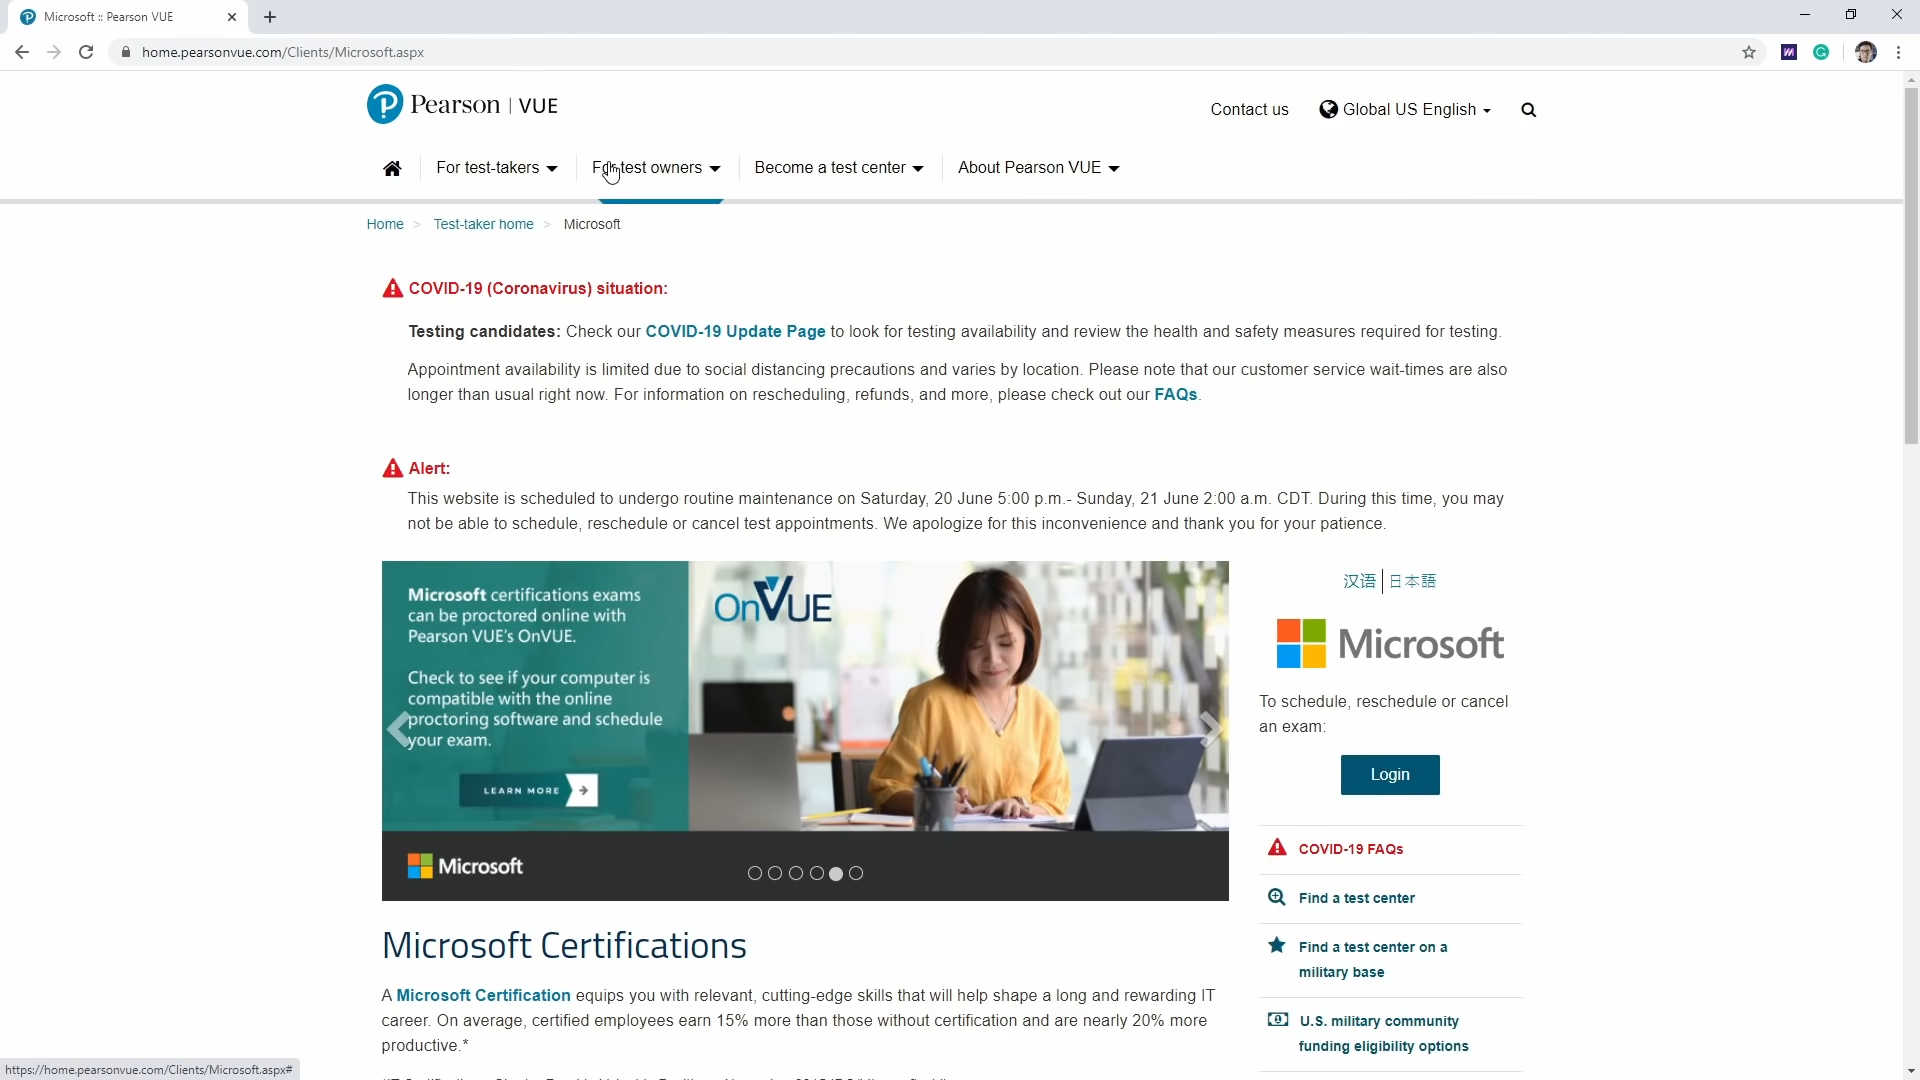 Microsoft :: Pearson VUE
home.pearsonvue.com/Clients/Microsoft.aspx
Pearson | VUE
Contact us
Global US English
For test-takers
For test owners
Become a test center
About Pearson VUE
Home > Test-taker home > Microsoft
COVID-19 (Coronavirus) situation:
Testing candidates: Check our COVID-19 Update Page to look for testing availability and review the health and safety measures required for testing.
Appointment availability is limited due to social distancing precautions and varies by location. Please note that our customer service wait-times are also
longer than usual right now. For information on rescheduling, refunds, and more, please check out our FAQs.
Alert:
This website is scheduled to undergo routine maintenance on Saturday, 20 June 5:00 p.m.- Sunday, 21 June 2:00 a.m. CDT. During this time, you may
not be able to schedule, reschedule or cancel test appointments. We apologize for this inconvenience and thank you for your patience.
Microsoft certifications exams
can be proctored online with
Pearson VUE's OnVUE.
Check to see if your computer is
compatible with the online
proctoring software and schedule
your exam.
LEARN MORE
OnVUE
Microsoft
汉语 | 日本語
Microsoft
To schedule, reschedule or cancel
an exam:
Login
COVID-19 FAQs
Find a test center
Find a test center on a
military base
U.S. military community
funding eligibility options
Microsoft Certifications
A Microsoft Certification equips you with relevant, cutting-edge skills that will help shape a long and rewarding IT
career. On average, certified employees earn 15% more than those without certification and are nearly 20% more
productive.*
https://home.pearsonvue.com/Clients/Microsoft.aspx#